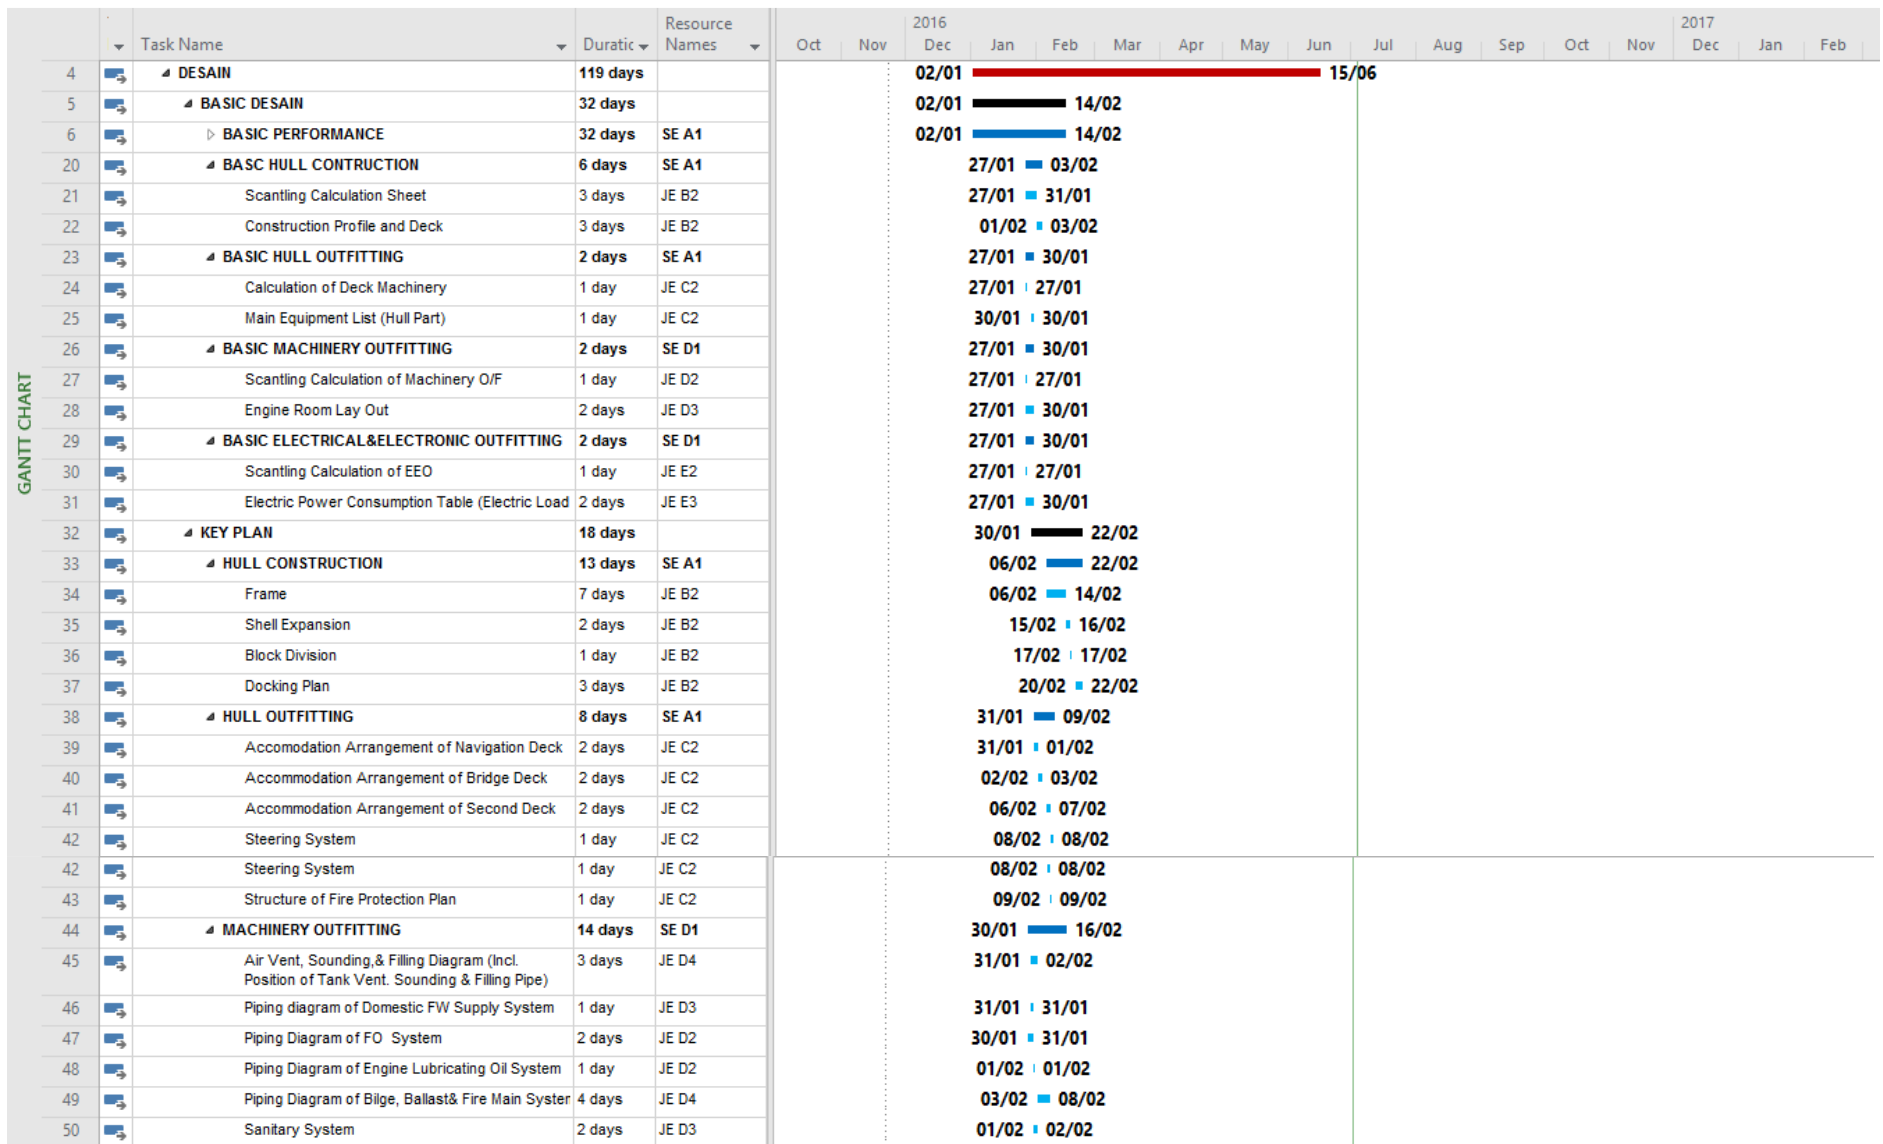 Task Name Duratic Resource Names
2016 2017
Oct Nov Dec Jan Feb Mar Apr May Jun Jul Aug Sep Oct Nov Dec Jan Feb
GANTT CHART
4 DESAIN 119 days 02/01 15/06
5 BASIC DESAIN 32 days 02/01 14/02
6 BASIC PERFORMANCE 32 days SE A1 02/01 14/02
20 BASC HULL CONTRUCTION 6 days SE A1 27/01 03/02
21 Scantling Calculation Sheet 3 days JE B2 27/01 31/01
22 Construction Profile and Deck 3 days JE B2 01/02 03/02
23 BASIC HULL OUTFITTING 2 days SE A1 27/01 30/01
24 Calculation of Deck Machinery 1 day JE C2 27/01 27/01
25 Main Equipment List (Hull Part) 1 day JE C2 30/01 30/01
26 BASIC MACHINERY OUTFITTING 2 days SE D1 27/01 30/01
27 Scantling Calculation of Machinery O/F 1 day JE D2 27/01 27/01
28 Engine Room Lay Out 2 days JE D3 27/01 30/01
29 BASIC ELECTRICAL&ELECTRONIC OUTFITTING 2 days SE D1 27/01 30/01
30 Scantling Calculation of EEO 1 day JE E2 27/01 27/01
31 Electric Power Consumption Table (Electric Load 2 days JE E3 27/01 30/01
32 KEY PLAN 18 days 30/01 22/02
33 HULL CONSTRUCTION 13 days SE A1 06/02 22/02
34 Frame 7 days JE B2 06/02 14/02
35 Shell Expansion 2 days JE B2 15/02 16/02
36 Block Division 1 day JE B2 17/02 17/02
37 Docking Plan 3 days JE B2 20/02 22/02
38 HULL OUTFITTING 8 days SE A1 31/01 09/02
39 Accomodation Arrangement of Navigation Deck 2 days JE C2 31/01 01/02
40 Accommodation Arrangement of Bridge Deck 2 days JE C2 02/02 03/02
41 Accommodation Arrangement of Second Deck 2 days JE C2 06/02 07/02
42 Steering System 1 day JE C2 08/02 08/02
42 Steering System 1 day JE C2 08/02 08/02
43 Structure of Fire Protection Plan 1 day JE C2 09/02 09/02
44 MACHINERY OUTFITTING 14 days SE D1 30/01 16/02
45 Air Vent, Sounding,& Filling Diagram (Incl. 3 days JE D4 31/01 02/02
Position of Tank Vent. Sounding & Filling Pipe)
46 Piping diagram of Domestic FW Supply System 1 day JE D3 31/01 31/01
47 Piping Diagram of FO System 2 days JE D2 30/01 31/01
48 Piping Diagram of Engine Lubricating Oil System 1 day JE D2 01/02 01/02
49 Piping Diagram of Bilge, Ballast& Fire Main Syster 4 days JE D4 03/02 08/02
50 Sanitary System 2 days JE D3 01/02 02/02